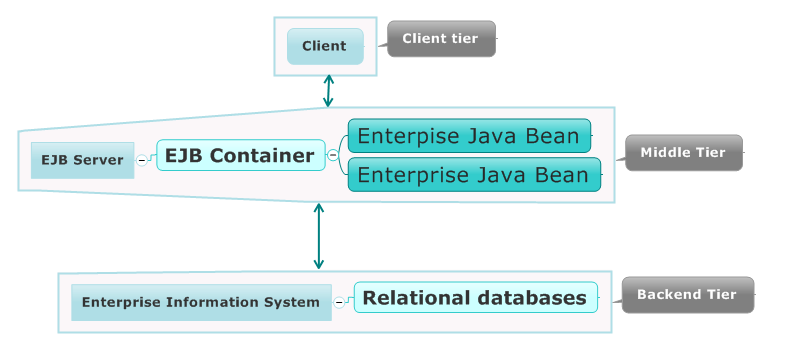 Client
Client tier
EJB Server
EJB Container
Enterpise Java Bean
Enterprise Java Bean
Middle Tier
Enterprise Information System
Relational databases
Backend Tier